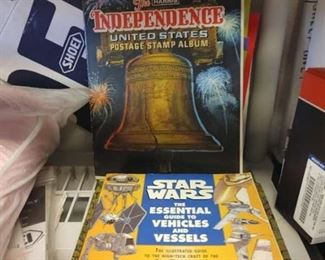 SHOEI
The HARRIS
INDEPENDENCE
UNITED STATES
POSTAGE STAMP ALBUM
STAR
WARS
THE
ESSENTIAL
GUIDE TO
VEHICLES
AND
VESSELS
THE ILLUSTRATED GUIDE
TO THE HIGH-TECH CRAFT OF THE